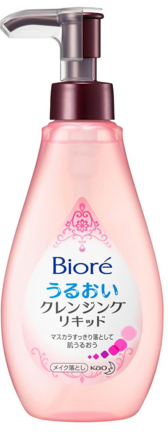 Bioré
うるおい
クレンジング
リキッド
マスカラすっきり落として
肌うるおう
メイク落とし Kao